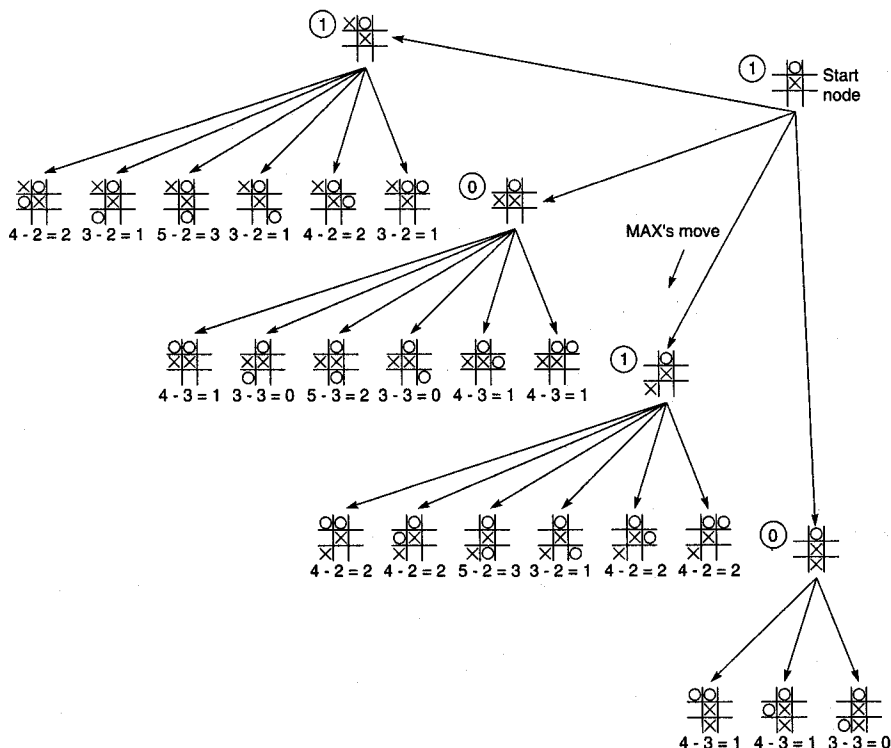 1
1
Start
node
4 - 2 = 2 3 - 2 = 1 5 - 2 = 3 3 - 2 = 1 4 - 2 = 2 3 - 2 = 1
0
MAX's move
4 - 3 = 1 3 - 3 = 0 5 - 3 = 2 3 - 3 = 0 4 - 3 = 1 4 - 3 = 1
1
4 - 2 = 2 4 - 2 = 2 5 - 2 = 3 3 - 2 = 1 4 - 2 = 2 4 - 2 = 2
0
4 - 3 = 1 4 - 3 = 1 3 - 3 = 0